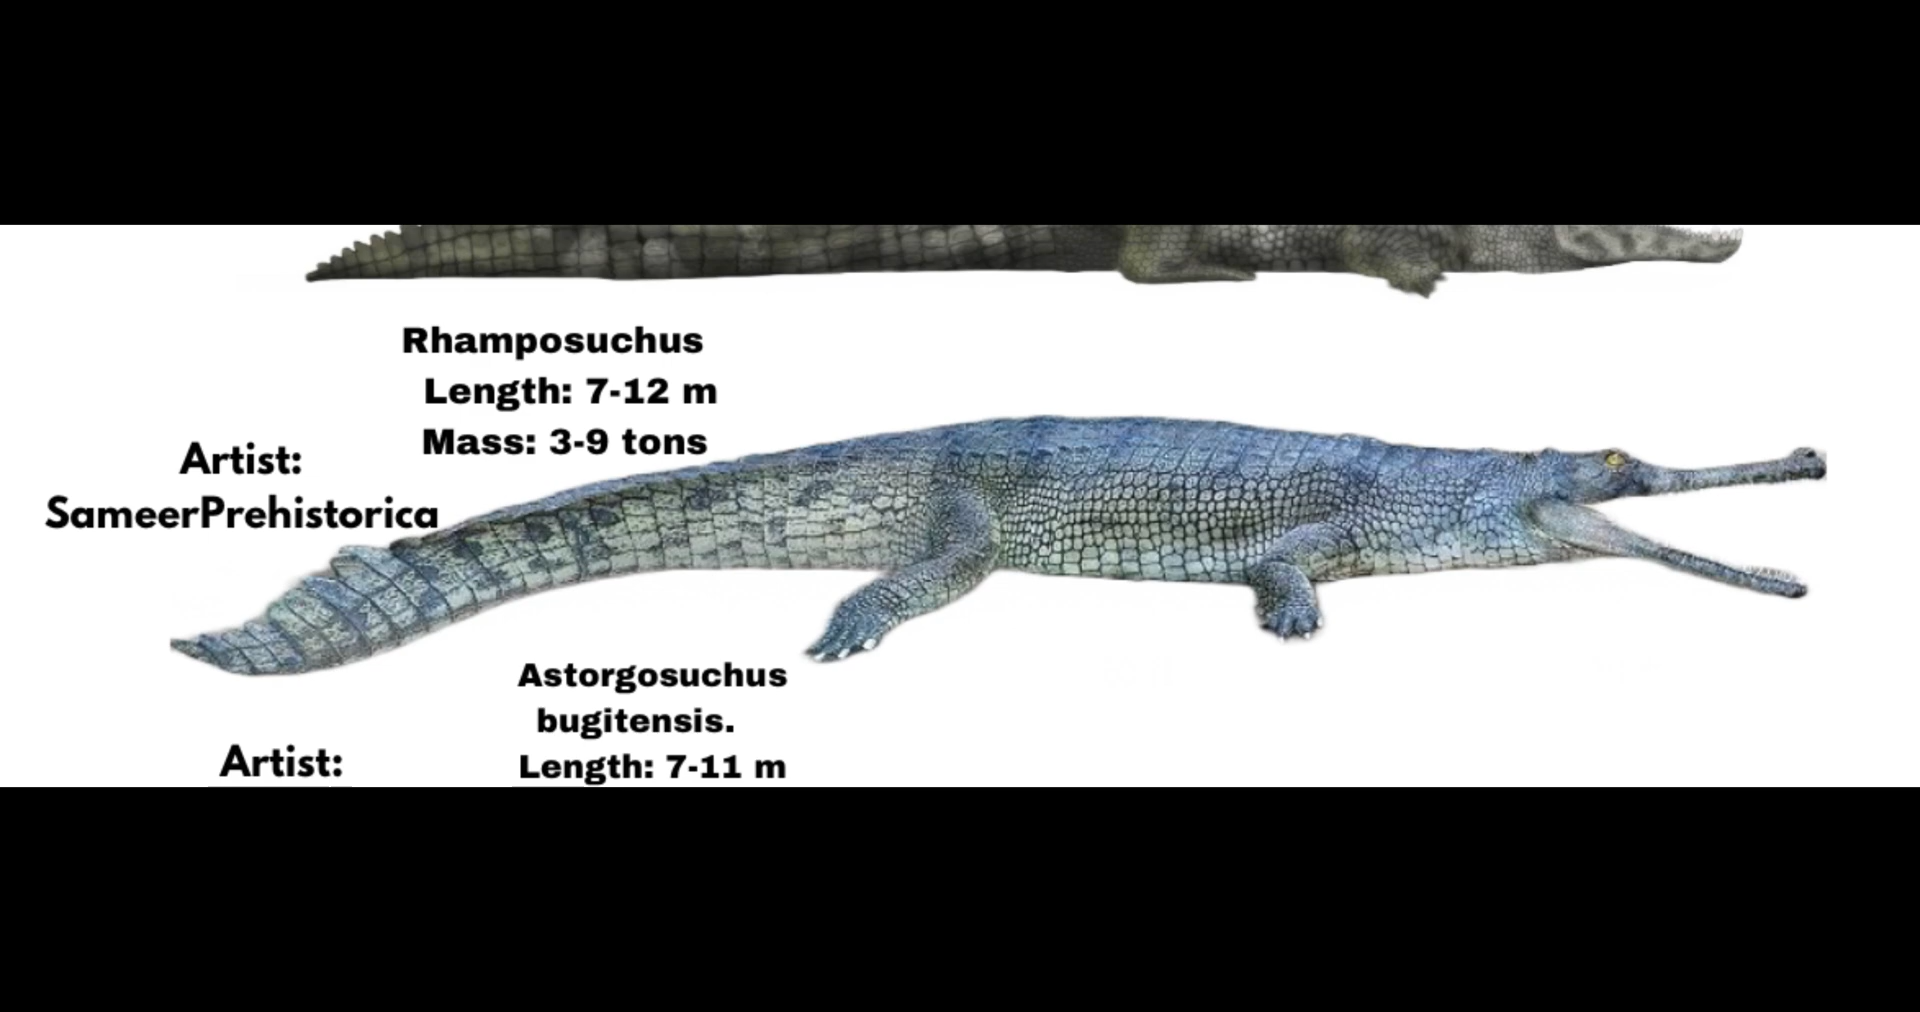 Rhamposuchus
Length: 7-12 m
Mass: 3-9 tons
Artist:
SameerPrehistorica
Astorgosuchus
bugitensis.
Length: 7-11 m
Artist: